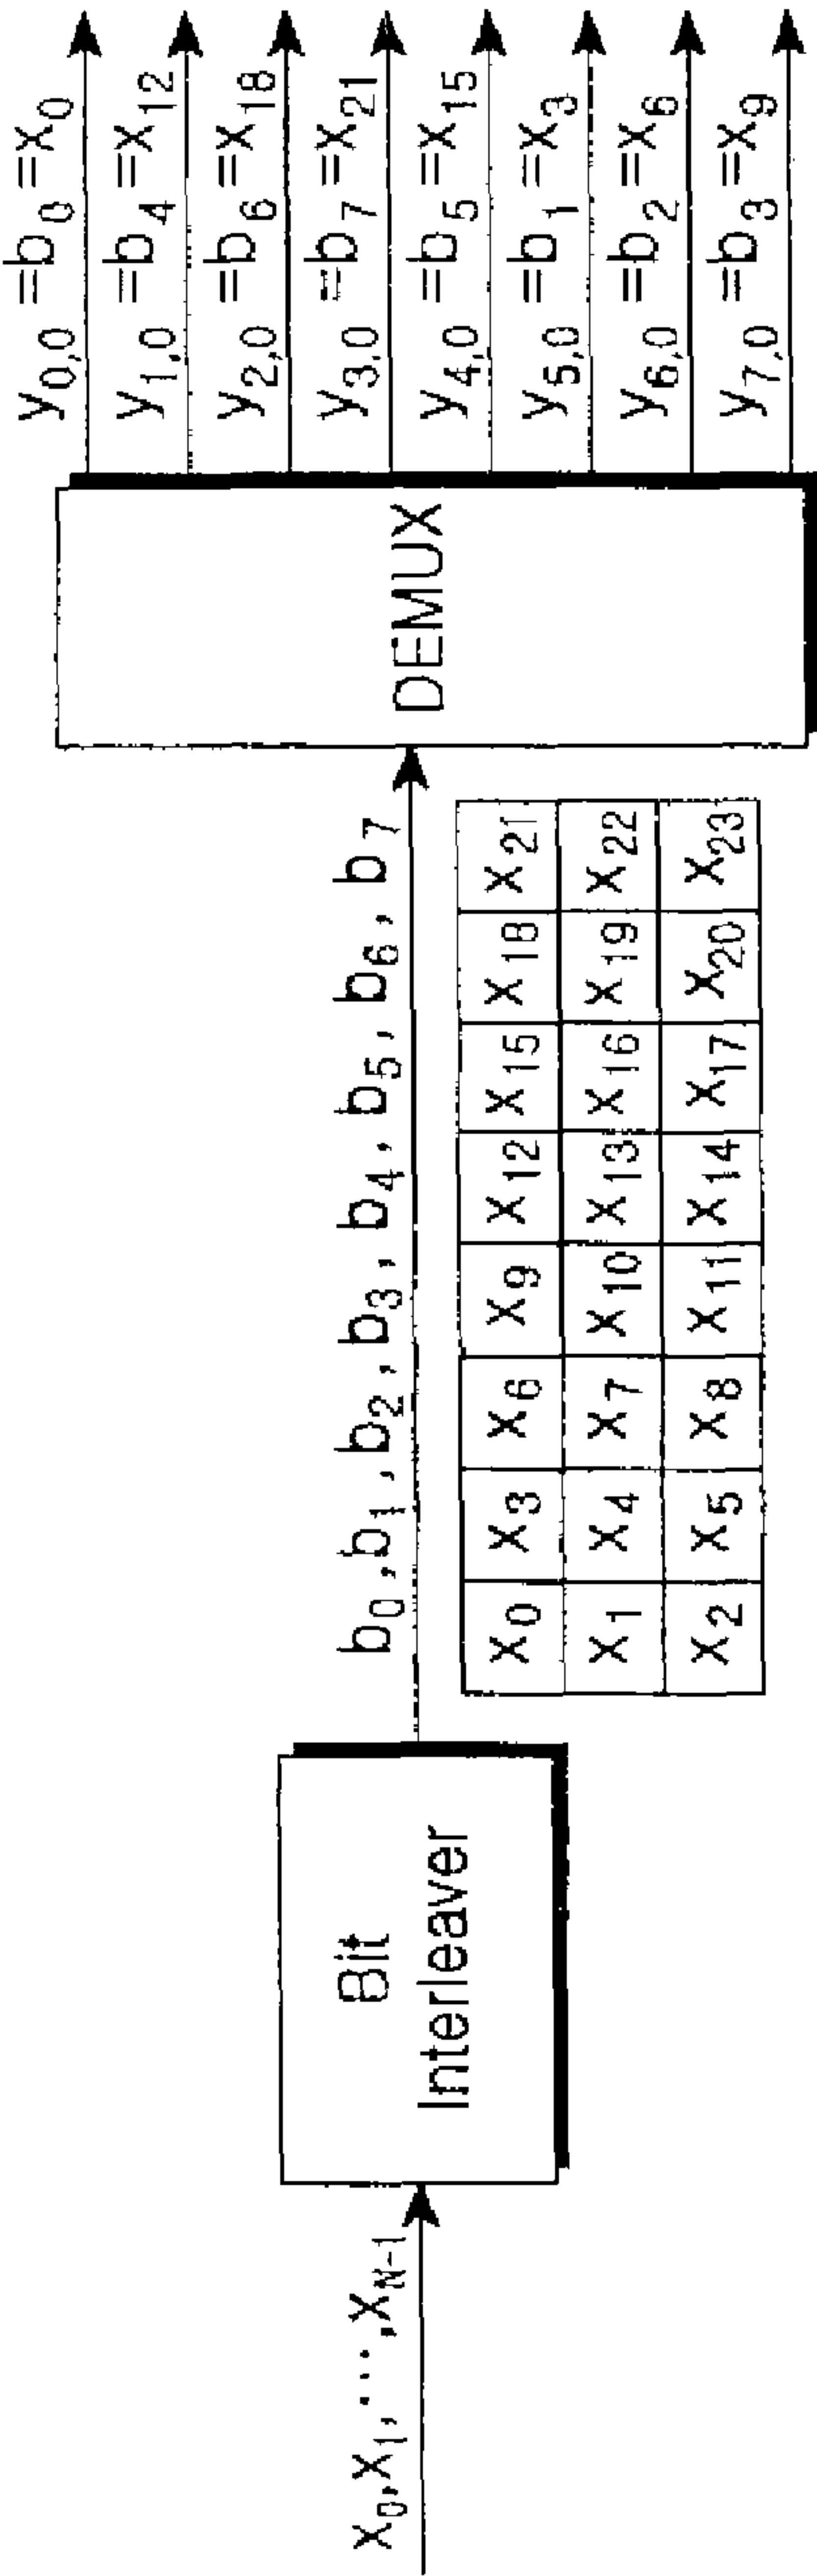 x₀,x₁,⋯,x_{N-1}
Bit
Interleaver
b₀,b₁,b₂,b₃,b₄,b₅,b₆,b₇
x₀ x₃ x₆ x₉ x₁₂ x₁₅ x₁₈ x₂₁
x₁ x₄ x₇ x₁₀ x₁₃ x₁₆ x₁₉ x₂₂
x₂ x₅ x₈ x₁₁ x₁₄ x₁₇ x₂₀ x₂₃
DEMUX
y₀,₀=b₀=x₀
y₁,₀=b₄=x₁₂
y₂,₀=b₆=x₁₈
y₃,₀=b₇=x₂₁
y₄,₀=b₅=x₁₅
y₅,₀=b₁=x₃
y₆,₀=b₂=x₆
y₇,₀=b₃=x₉